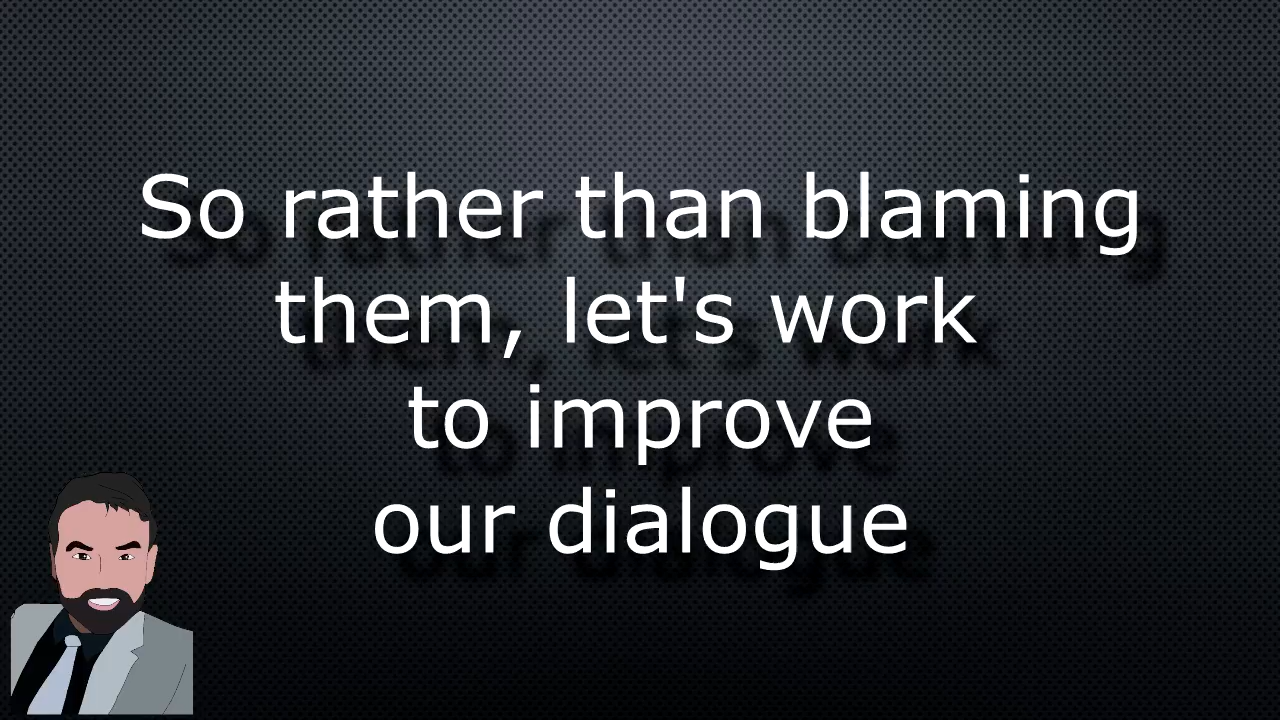 So rather than blaming
them, let's work
to improve
our dialogue